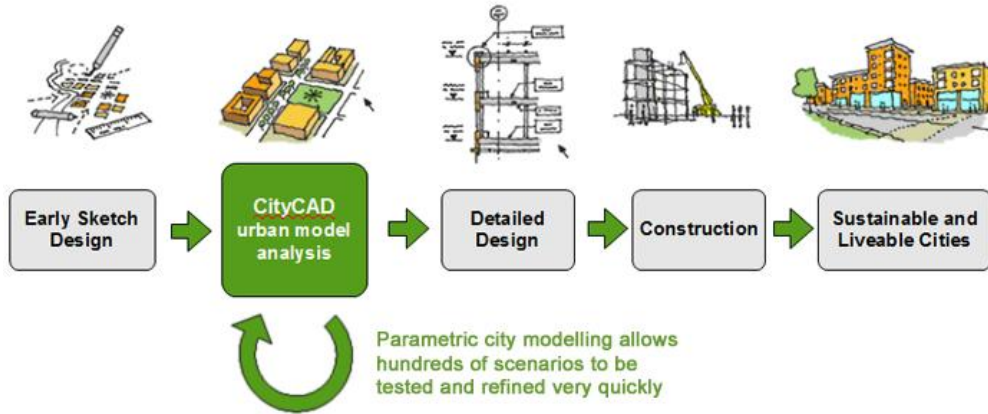 Early Sketch
Design
CityCAD
urban model
analysis
Detailed
Design
Construction
Sustainable and
Liveable Cities
Parametric city modelling allows
hundreds of scenarios to be
tested and refined very quickly